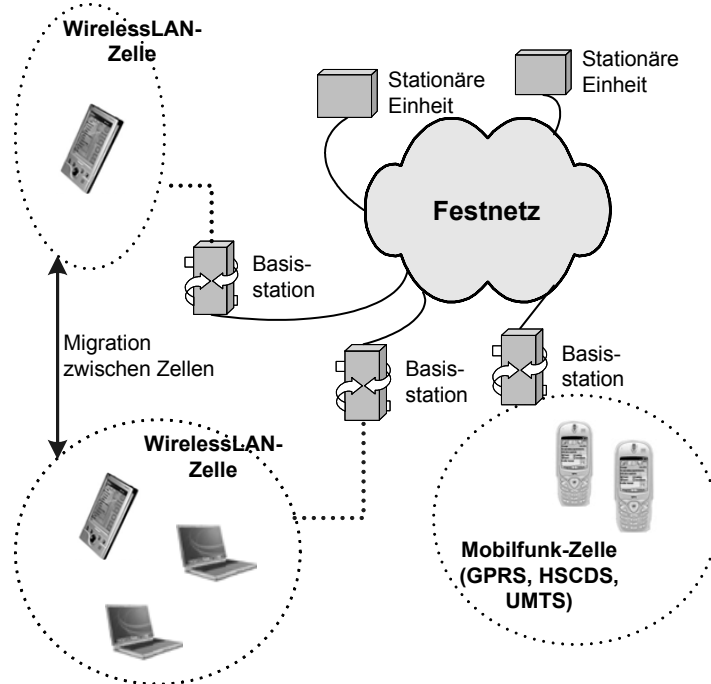 WirelessLAN-
Zelle
Stationäre
Einheit
Stationäre
Einheit
Festnetz
Basis-
station
Migration
zwischen Zellen
Basis-
station
Basis-
station
WirelessLAN-
Zelle
Mobilfunk-Zelle
(GPRS, HSCDS,
UMTS)